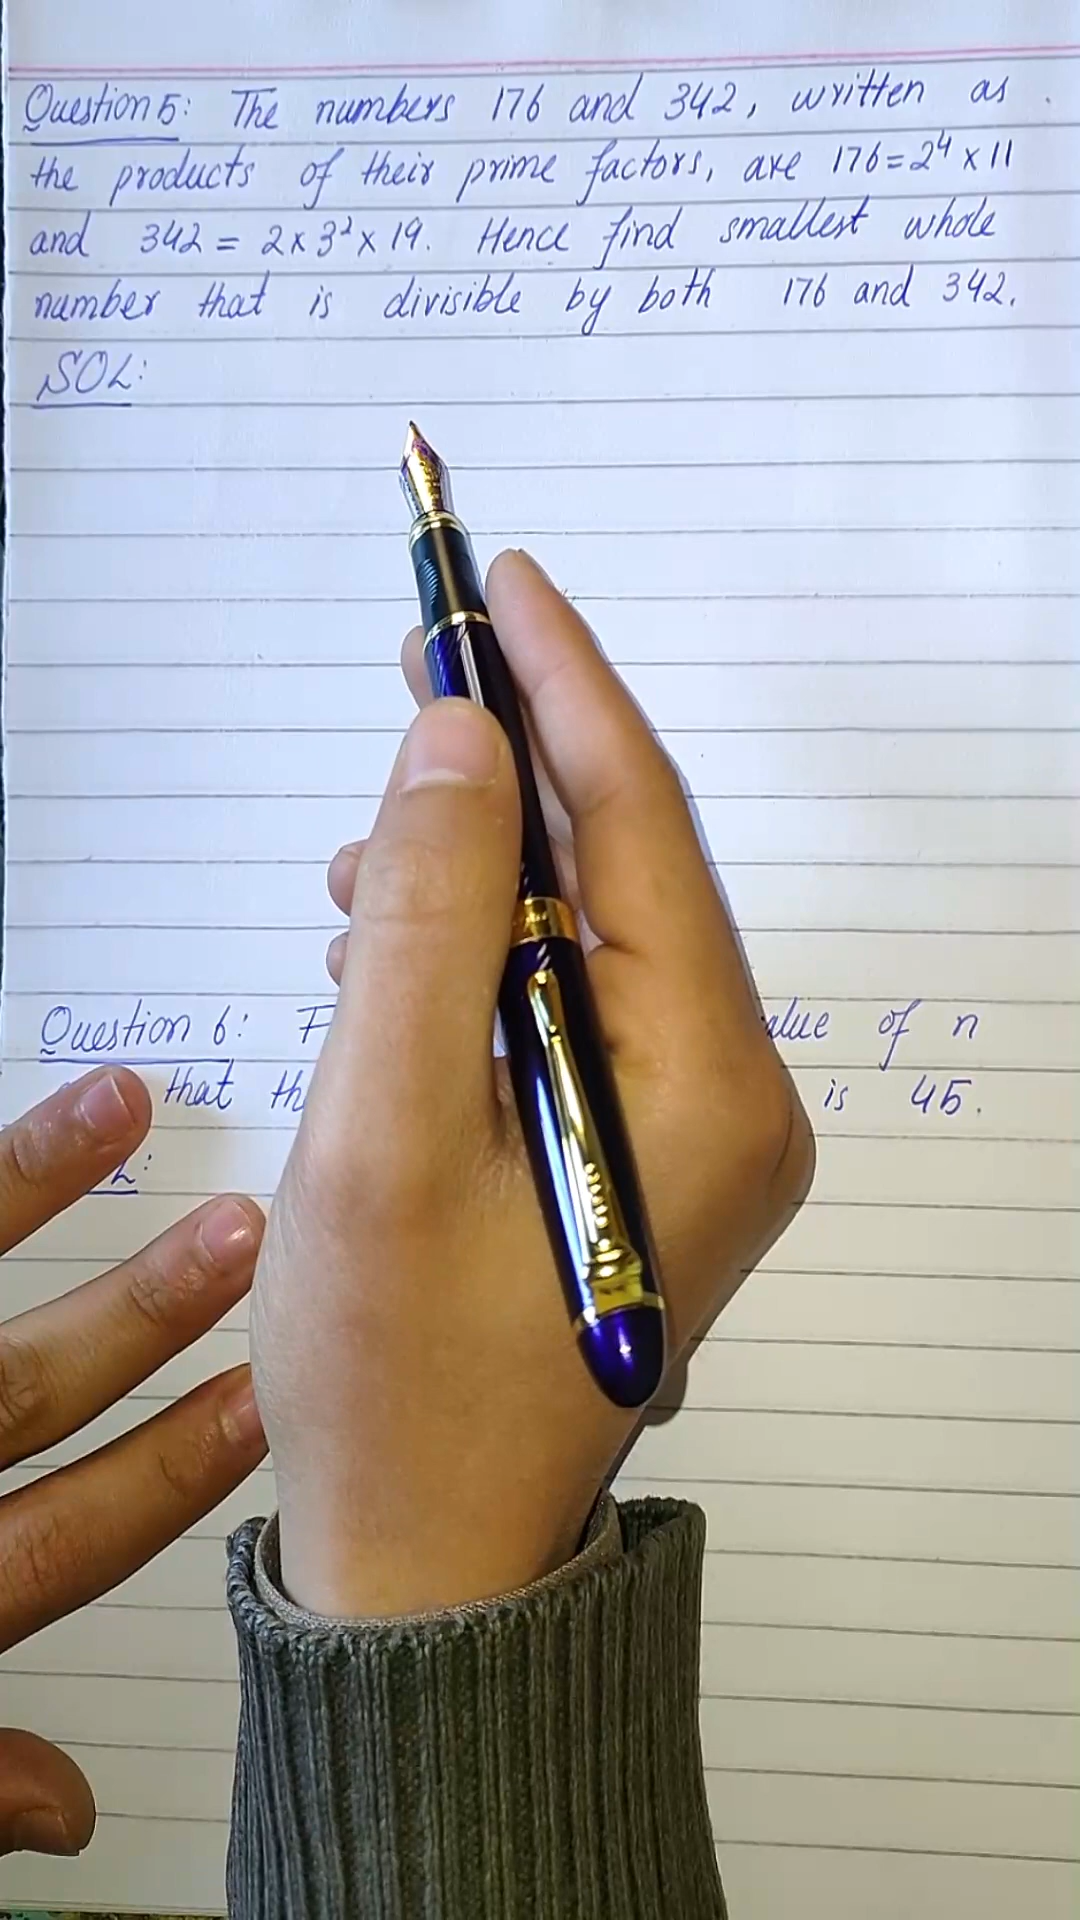 Question 5: The numbers 176 and 342, written as
the products of their prime factors, are 176 = 2⁴ × 11
and 342 = 2 × 3² × 19. Hence find smallest whole
number that is divisible by both 176 and 342.
SOL:
Question 6: of n
that is 45.